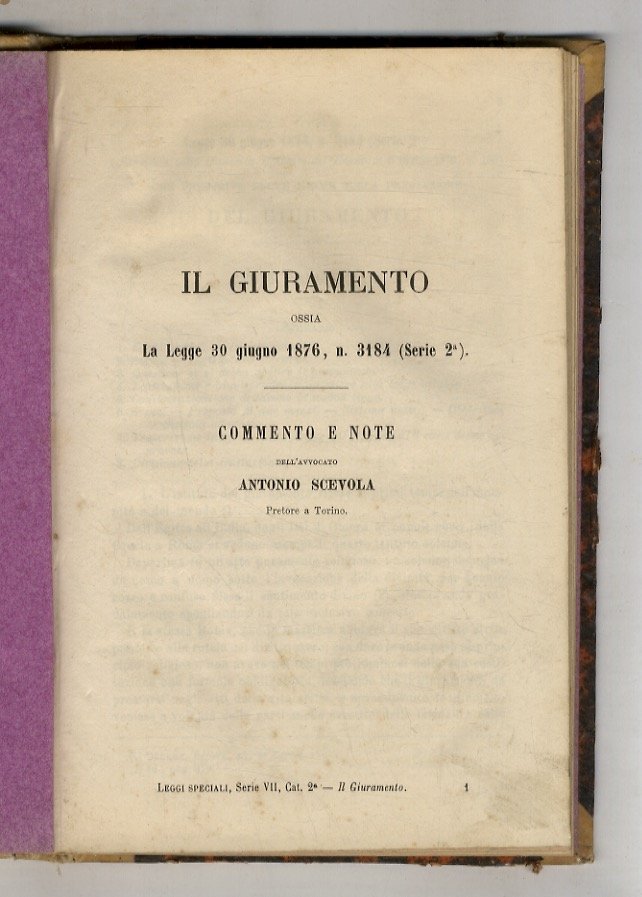 IL GIURAMENTO
OSSIA
La Legge 30 giugno 1876, n. 3184 (Serie 2ª).
COMMENTO E NOTE
DELL'AVVOCATO
ANTONIO SCEVOLA
Pretore a Torino.
LEGGI SPECIALI, Serie VII, Cat. 2ª — Il Giuramento. 1